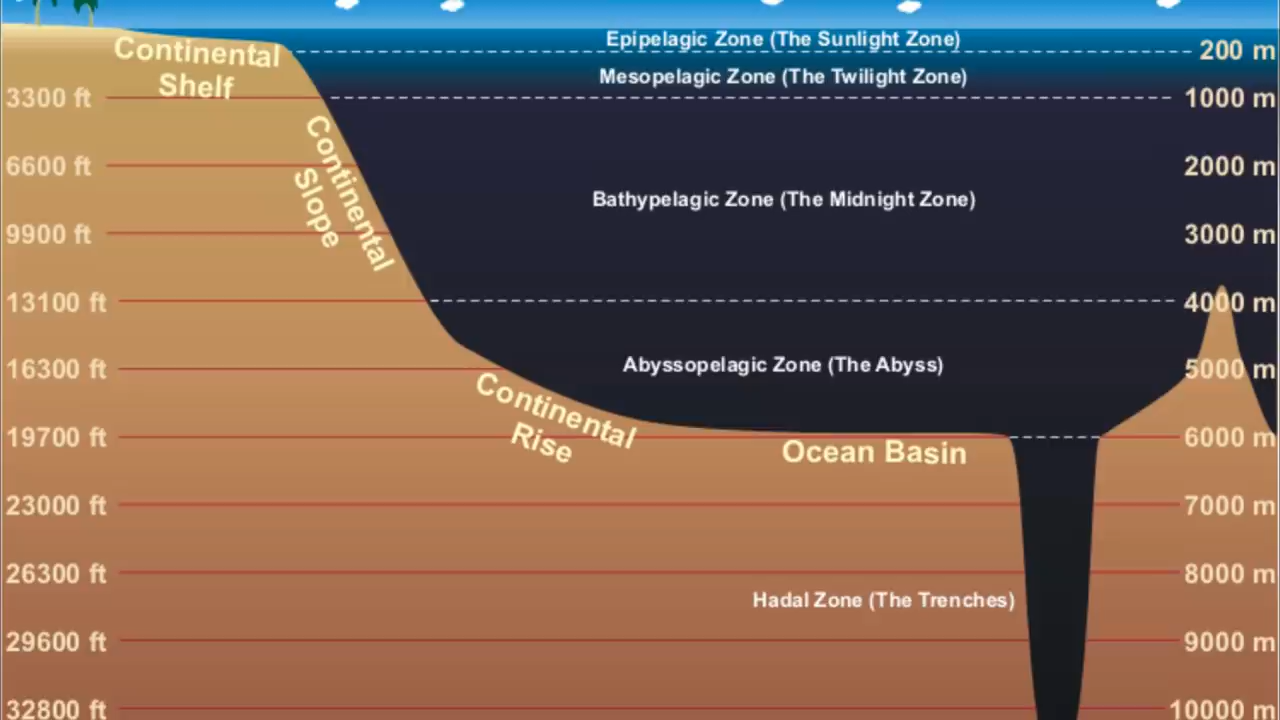 Epipelagic Zone (The Sunlight Zone)
Continental
Shelf
200 m
Mesopelagic Zone (The Twilight Zone)
3300 ft
1000 m
Continental
Slope
6600 ft
2000 m
Bathypelagic Zone (The Midnight Zone)
9900 ft
3000 m
13100 ft
4000 m
Abyssopelagic Zone (The Abyss)
16300 ft
5000 m
Continental
Rise
19700 ft
6000 m
Ocean Basin
23000 ft
7000 m
26300 ft
8000 m
Hadal Zone (The Trenches)
29600 ft
9000 m
32800 ft
10000 m